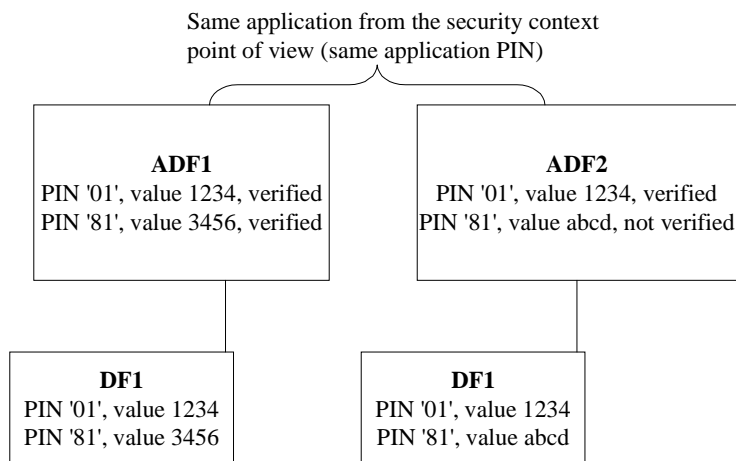 Same application from the security context
point of view (same application PIN)
ADF1
PIN '01', value 1234, verified
PIN '81', value 3456, verified
ADF2
PIN '01', value 1234, verified
PIN '81', value abcd, not verified
DF1
PIN '01', value 1234
PIN '81', value 3456
DF1
PIN '01', value 1234
PIN '81', value abcd